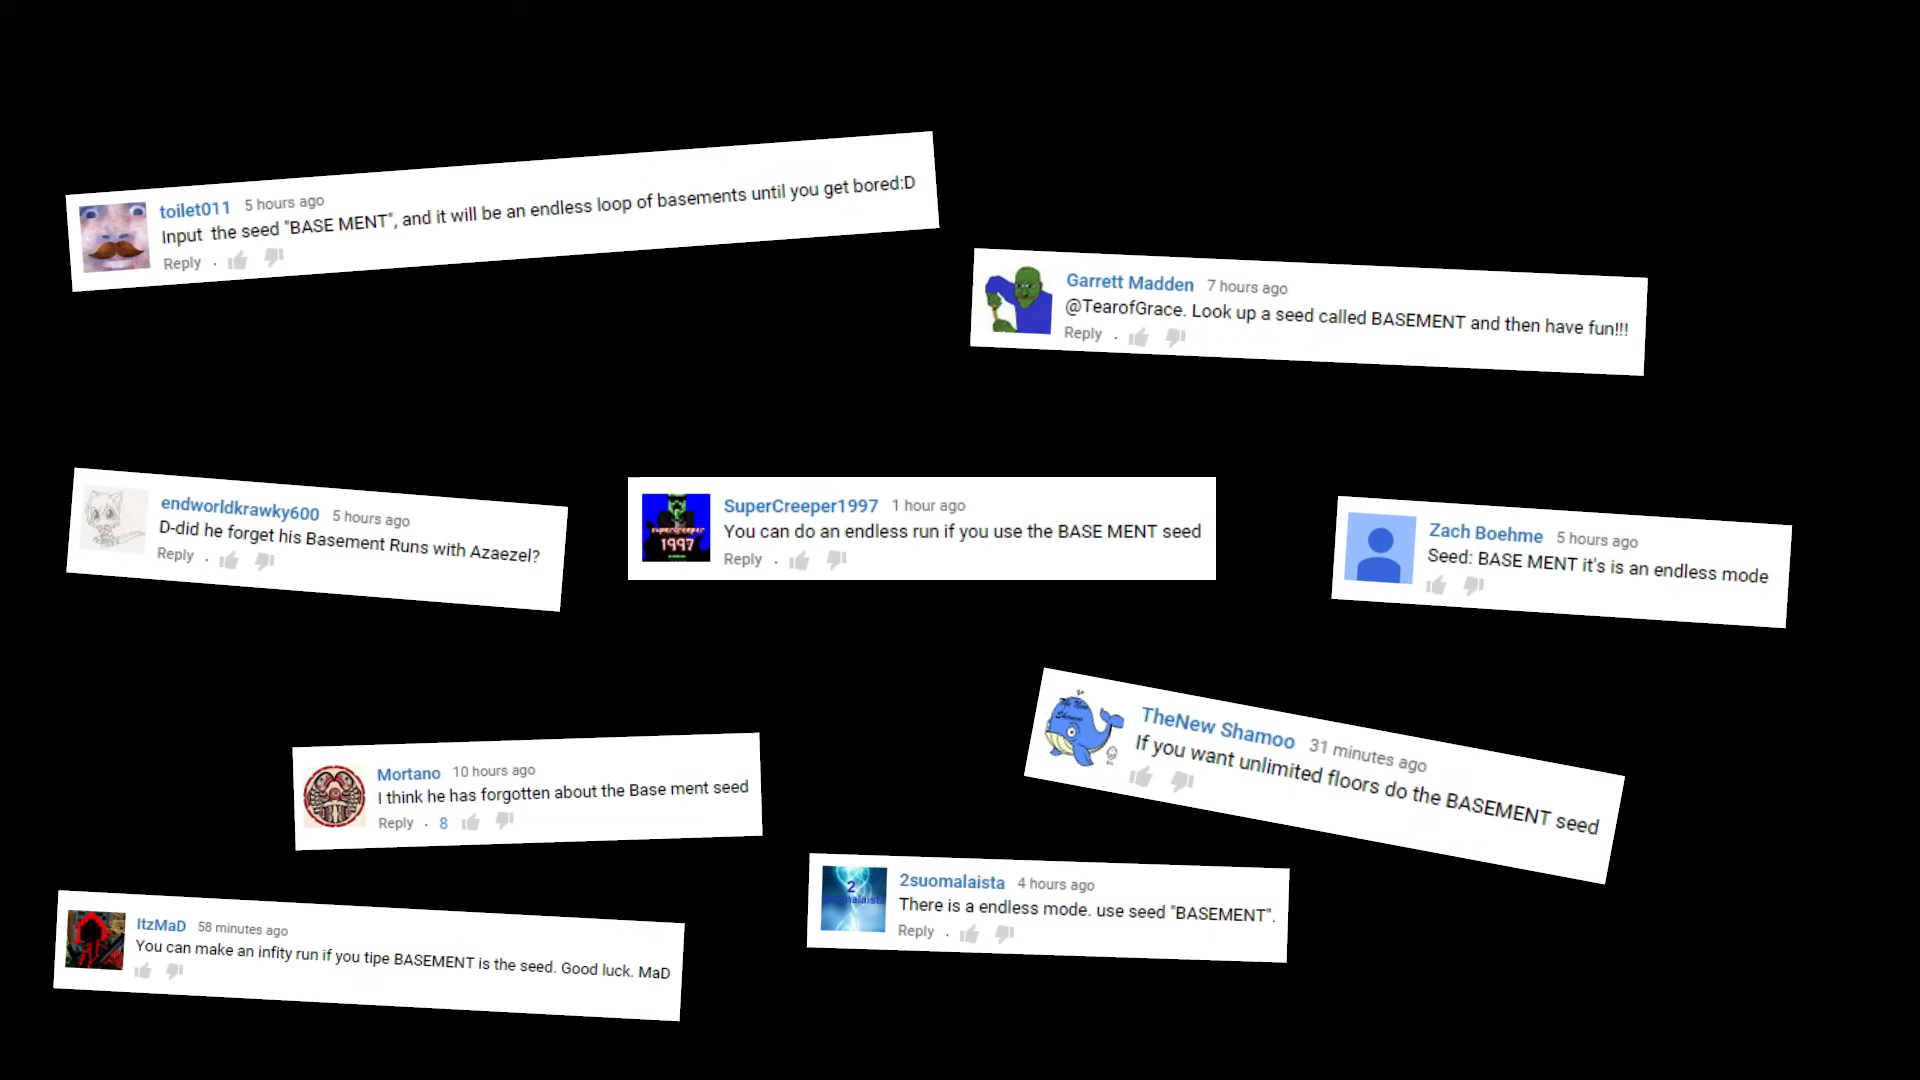 toilet011 5 hours ago
Input the seed "BASE MENT", and it will be an endless loop of basements until you get bored:D
Reply .
Garrett Madden 7 hours ago
@TearofGrace. Look up a seed called BASEMENT and then have fun!!!
Reply .
endworldkrawky600 5 hours ago
D-did he forget his Basement Runs with Azaezel?
Reply .
supercreeper
1997
SuperCreeper1997 1 hour ago
You can do an endless run if you use the BASE MENT seed
Reply .
Zach Boehme 5 hours ago
Seed: BASE MENT it's is an endless mode
The New
Shamoo
TheNew Shamoo 31 minutes ago
If you want unlimited floors do the BASEMENT seed
Mortano 10 hours ago
I think he has forgotten about the Base ment seed
Reply . 8
2
2suomalaista 4 hours ago
There is a endless mode. use seed "BASEMENT".
Reply .
ItzMaD 58 minutes ago
You can make an infity run if you tipe BASEMENT is the seed. Good luck. MaD